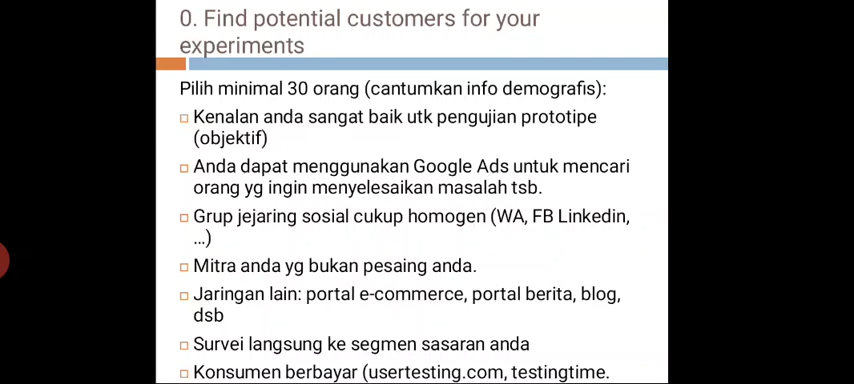 0. Find potential customers for your
experiments
Pilih minimal 30 orang (cantumkan info demografis):
Kenalan anda sangat baik utk pengujian prototipe
(objektif)
Anda dapat menggunakan Google Ads untuk mencari
orang yg ingin menyelesaikan masalah tsb.
Grup jejaring sosial cukup homogen (WA, FB Linkedin,
...)
Mitra anda yg bukan pesaing anda.
Jaringan lain: portal e-commerce, portal berita, blog,
dsb
Survei langsung ke segmen sasaran anda
Konsumen berbayar (usertesting.com, testingtime.